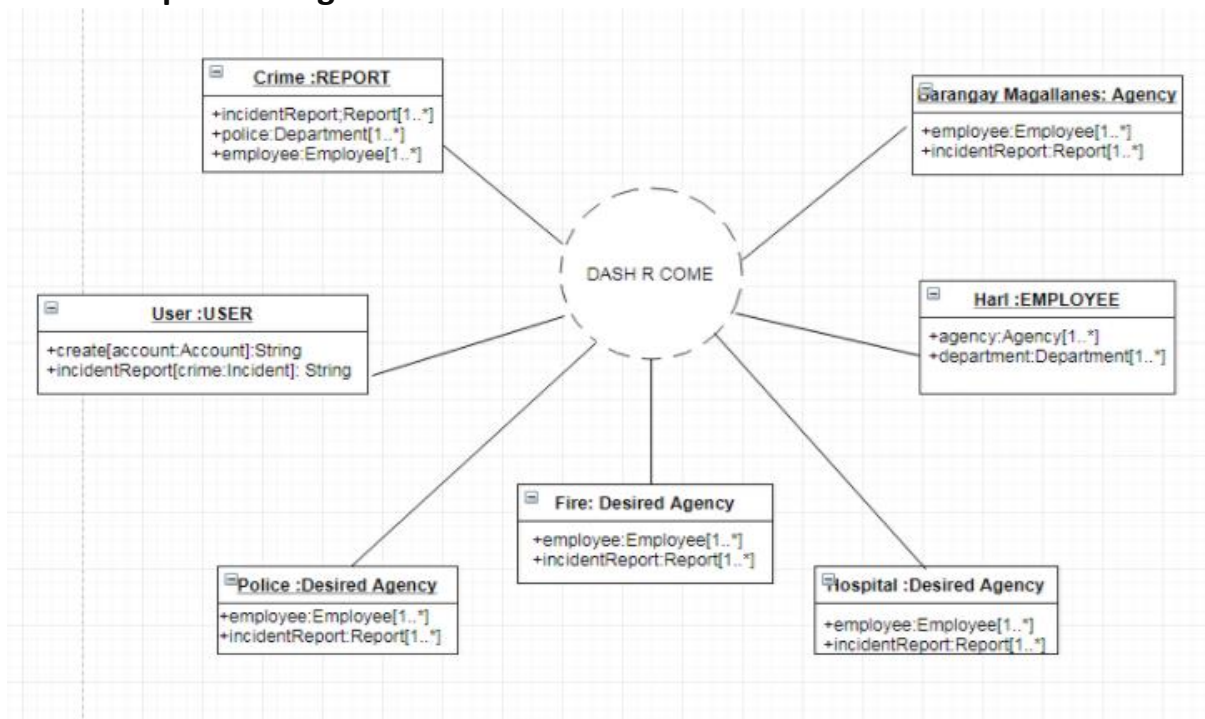 Crime :REPORT
+incidentReport;Report[1..*]
+police:Department[1..*]
+employee:Employee[1..*]
Barangay Magallanes: Agency
+employee:Employee[1..*]
+incidentReport:Report[1..*]
DASH R COME
User :USER
+create[account:Account]:String
+incidentReport[crime:Incident]: String
Harl :EMPLOYEE
+agency:Agency[1..*]
+department:Department[1..*]
Fire: Desired Agency
+employee:Employee[1..*]
+incidentReport:Report[1..*]
Police :Desired Agency
+employee:Employee[1..*]
+incidentReport:Report[1..*]
Hospital :Desired Agency
+employee:Employee[1..*]
+incidentReport:Report[1..*]